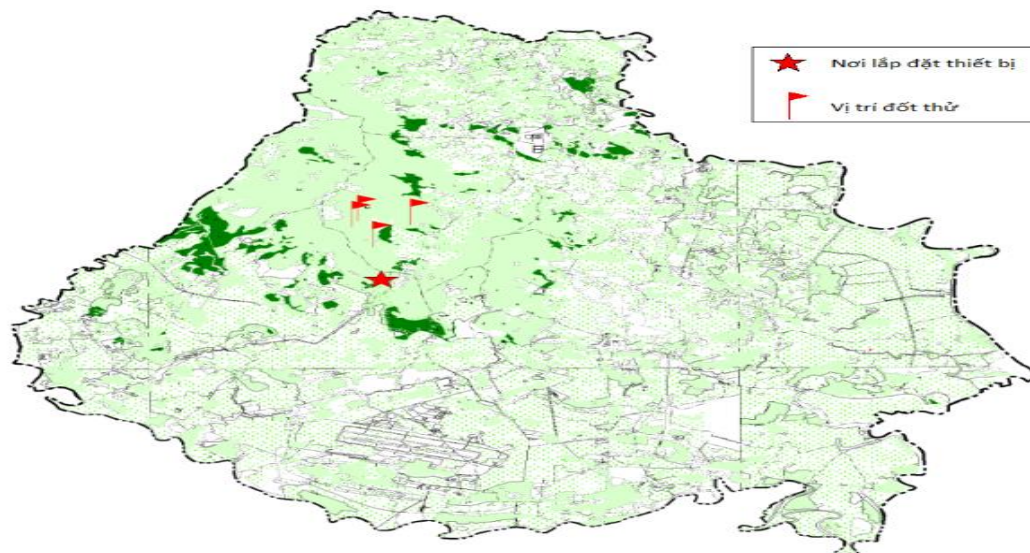 Nơi lắp đặt thiết bị
Vị trí đốt thử